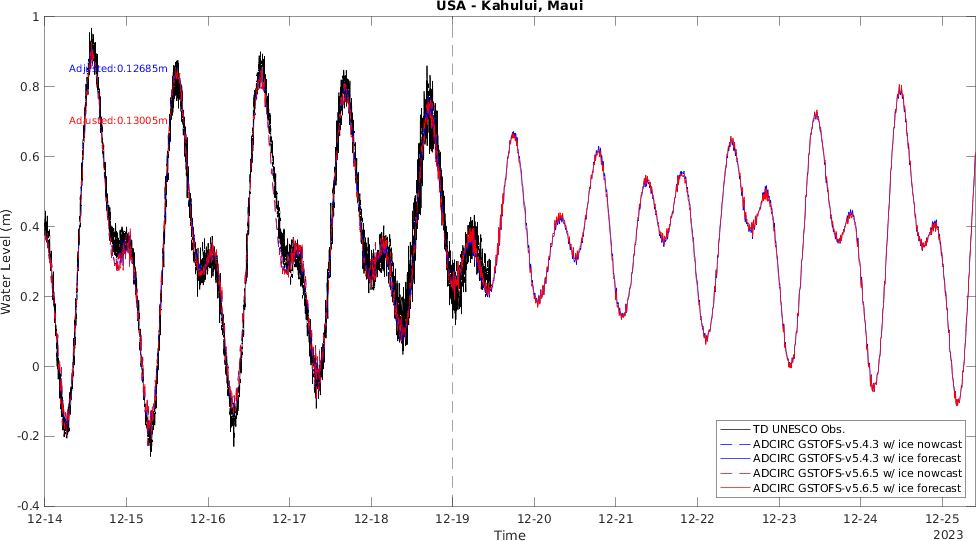 USA - Kahului, Maui
1
0.8
0.6
0.4
0.2
0
-0.2
-0.4
Water Level (m)
Adjusted:0.12685m
Adjusted:0.13005m
TD UNESCO Obs.
ADCIRC GSTOFS-v5.4.3 w/ ice nowcast
ADCIRC GSTOFS-v5.4.3 w/ ice forecast
ADCIRC GSTOFS-v5.6.5 w/ ice nowcast
ADCIRC GSTOFS-v5.6.5 w/ ice forecast
12-14 12-15 12-16 12-17 12-18 12-19 12-20 12-21 12-22 12-23 12-24 12-25
Time
2023